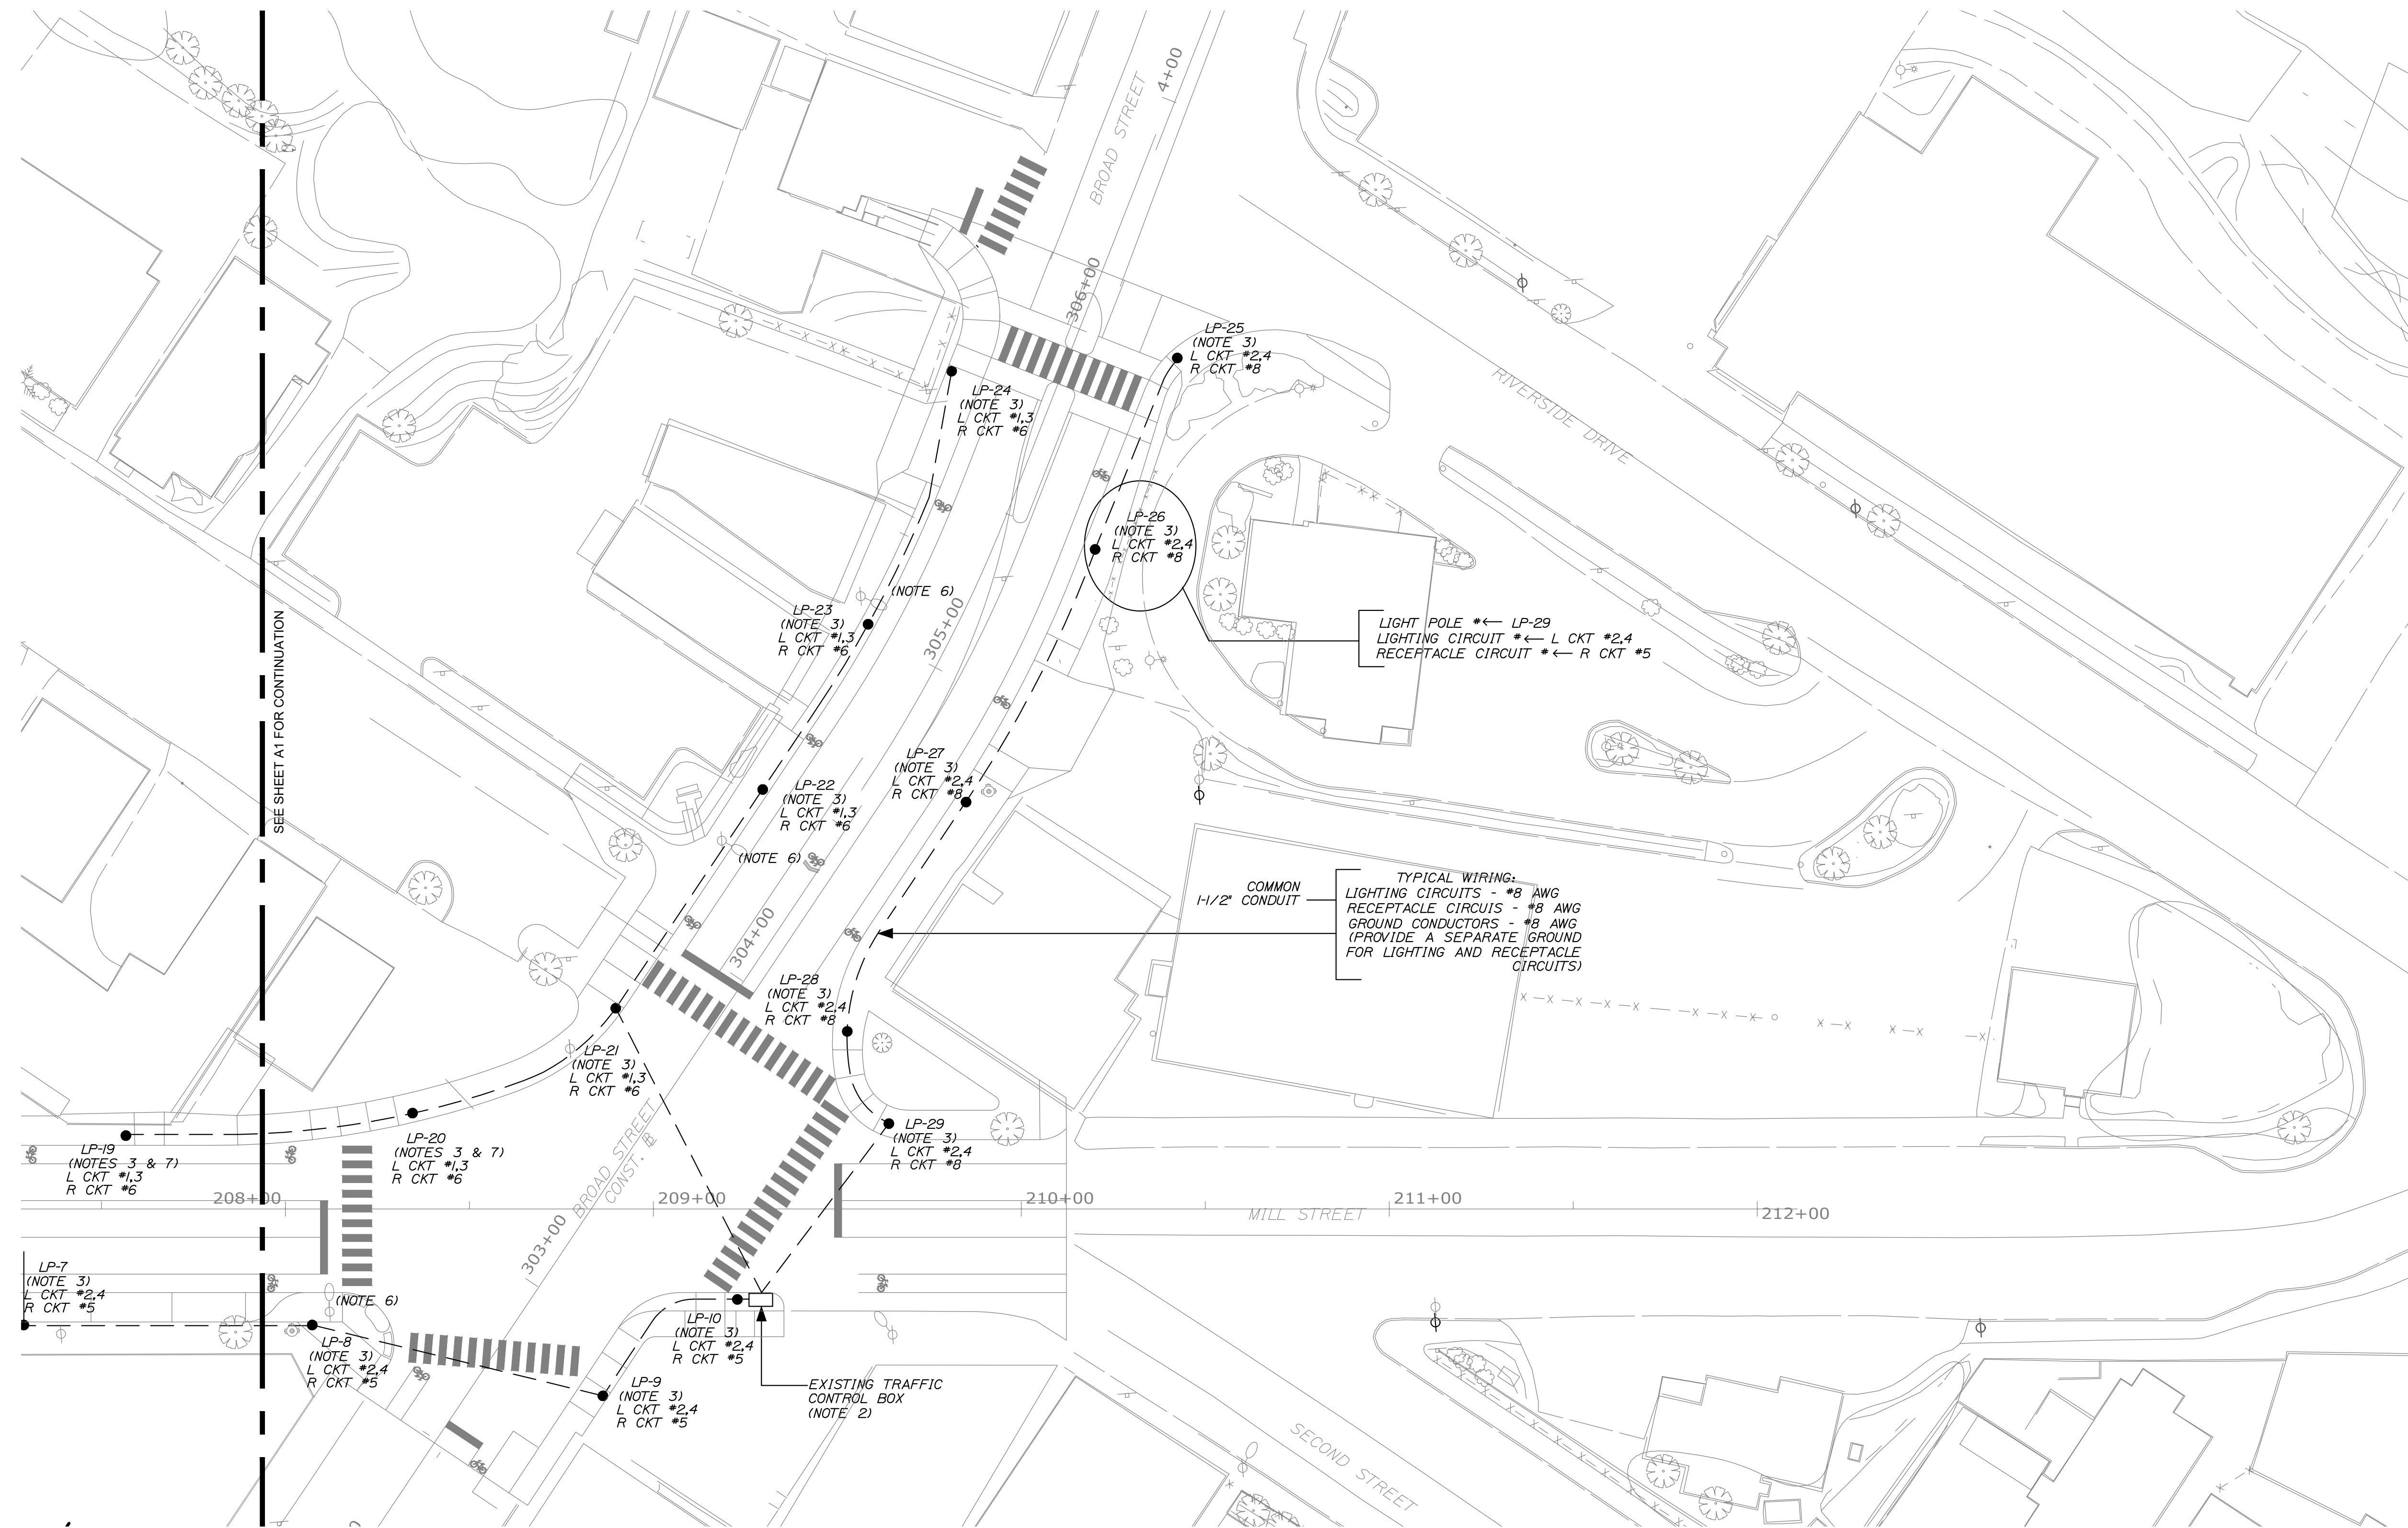 4+00
BROAD STREET
306+00
LP-25
(NOTE 3)
L CKT #2,4
R CKT #8
LP-24
(NOTE 3)
L CKT #1,3
R CKT #6
RIVERSIDE DRIVE
LP-26
(NOTE 3)
L CKT #2,4
R CKT #8
(NOTE 6)
LP-23
(NOTE 3)
L CKT #1,3
R CKT #6
305+00
LIGHT POLE #← LP-29
LIGHTING CIRCUIT #← L CKT #2,4
RECEPTACLE CIRCUIT #← R CKT #5
SEE SHEET A1 FOR CONTINUATION
LP-27
(NOTE 3)
L CKT #2,4
R CKT #8
LP-22
(NOTE 3)
L CKT #1,3
R CKT #6
(NOTE 6)
COMMON
1-1/2" CONDUIT
TYPICAL WIRING:
LIGHTING CIRCUITS - #8 AWG
RECEPTACLE CIRCUIS - #8 AWG
GROUND CONDUCTORS - #8 AWG
(PROVIDE A SEPARATE GROUND
FOR LIGHTING AND RECEPTACLE
CIRCUITS)
304+00
LP-28
(NOTE 3)
L CKT #2,4
R CKT #8
LP-21
(NOTE 3)
L CKT #1,3
R CKT #6
BROAD STREET
CONST. ℄
LP-29
(NOTE 3)
L CKT #2,4
R CKT #8
LP-19
(NOTES 3 & 7)
L CKT #1,3
R CKT #6
LP-20
(NOTES 3 & 7)
L CKT #1,3
R CKT #6
208+00
209+00
210+00
211+00
212+00
MILL STREET
303+00
LP-7
(NOTE 3)
L CKT #2,4
R CKT #5
(NOTE 6)
LP-8
(NOTE 3)
L CKT #2,4
R CKT #5
LP-10
(NOTE 3)
L CKT #2,4
R CKT #5
LP-9
(NOTE 3)
L CKT #2,4
R CKT #5
EXISTING TRAFFIC
CONTROL BOX
(NOTE 2)
SECOND STREET